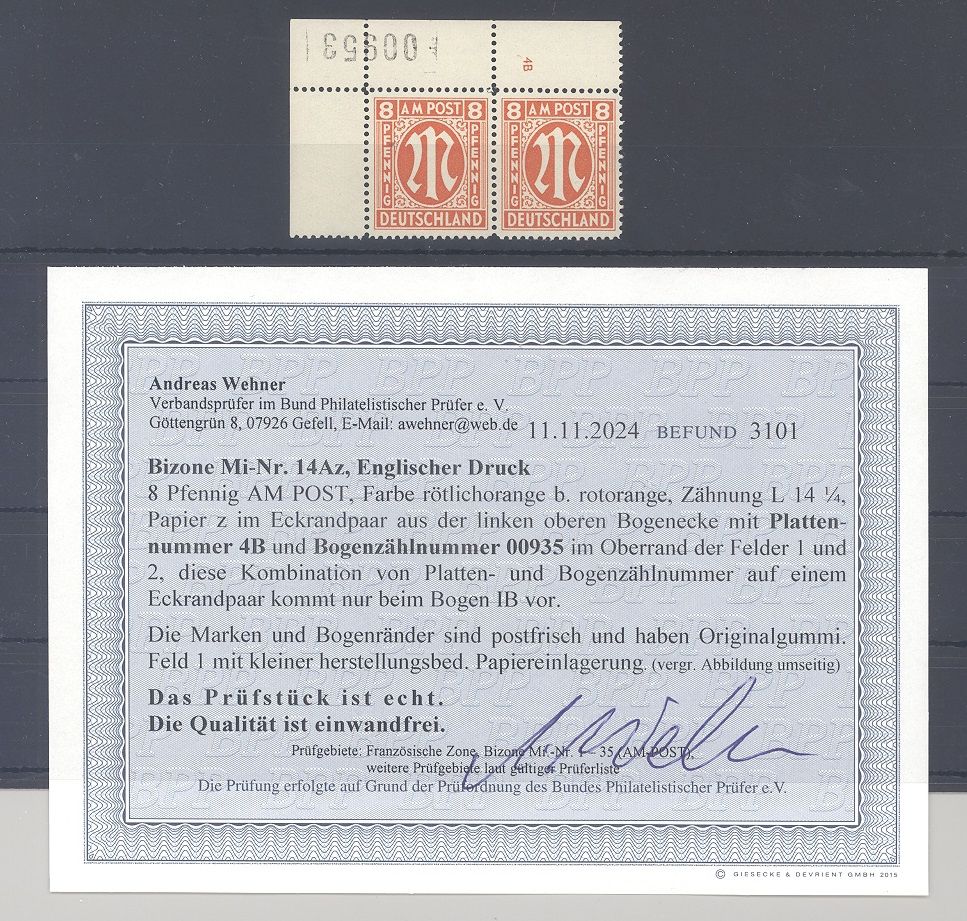 4B
8 AM POST 8
PFENNIG
PFENNIG
DEUTSCHLAND
8 AM POST 8
PFENNIG
PFENNIG
DEUTSCHLAND
Andreas Wehner
Verbandsprüfer im Bund Philatelistischer Prüfer e. V.
Göttengrün 8, 07926 Gefell, E-Mail: awehner@web.de 11.11.2024 BEFUND 3101
Bizone Mi-Nr. 14Az, Englischer Druck
8 Pfennig AM POST, Farbe rötlichorange b. rotorange, Zähnung L 14 ¼,
Papier z im Eckrandpaar aus der linken oberen Bogenecke mit Platten-
nummer 4B und Bogenzählnummer 00935 im Oberrand der Felder 1 und
2, diese Kombination von Platten- und Bogenzählnummer auf einem
Eckrandpaar kommt nur beim Bogen IB vor.
Die Marken und Bogenränder sind postfrisch und haben Originalgummi.
Feld 1 mit kleiner herstellungsbed. Papiereinlagerung. (vergr. Abbildung umseitig)
Das Prüfstück ist echt.
Die Qualität ist einwandfrei.
Prüfgebiete: Französische Zone, Bizone Mi.-Nr. 1 – 35 (AM-POST),
weitere Prüfgebiete laut gültiger Prüferliste
Die Prüfung erfolgte auf Grund der Prüfordnung des Bundes Philatelistischer Prüfer e.V.
© GIESECKE & DEVRIENT GMBH 2015